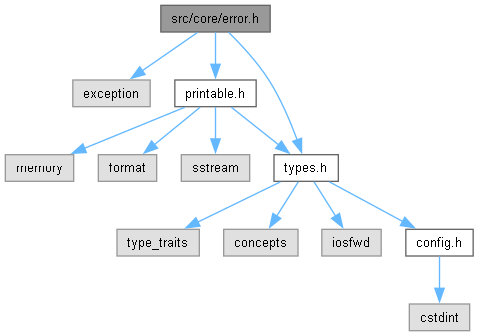 src/core/error.h
exception
printable.h
memory
format
sstream
types.h
type_traits
concepts
iosfwd
config.h
cstdint